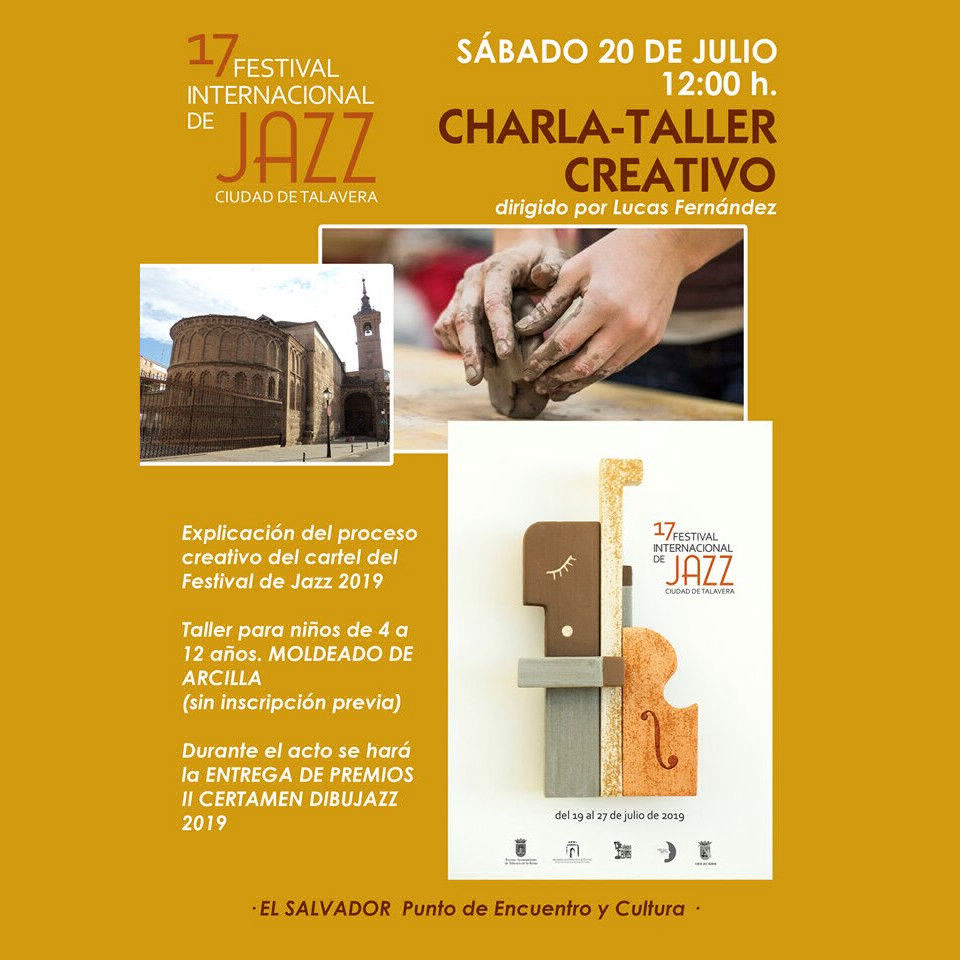 17 FESTIVAL
INTERNACIONAL
DE JAZZ
CIUDAD DE TALAVERA
SÁBADO 20 DE JULIO
12:00 h.
CHARLA-TALLER
CREATIVO
dirigido por Lucas Fernández
Explicación del proceso
creativo del cartel del
Festival de Jazz 2019
Taller para niños de 4 a
12 años. MOLDEADO DE
ARCILLA
(sin inscripción previa)
Durante el acto se hará
la ENTREGA DE PREMIOS
II CERTAMEN DIBUJAZZ
2019
17 FESTIVAL
INTERNACIONAL
DE JAZZ
CIUDAD DE TALAVERA
del 19 al 27 de julio de 2019
· EL SALVADOR Punto de Encuentro y Cultura ·